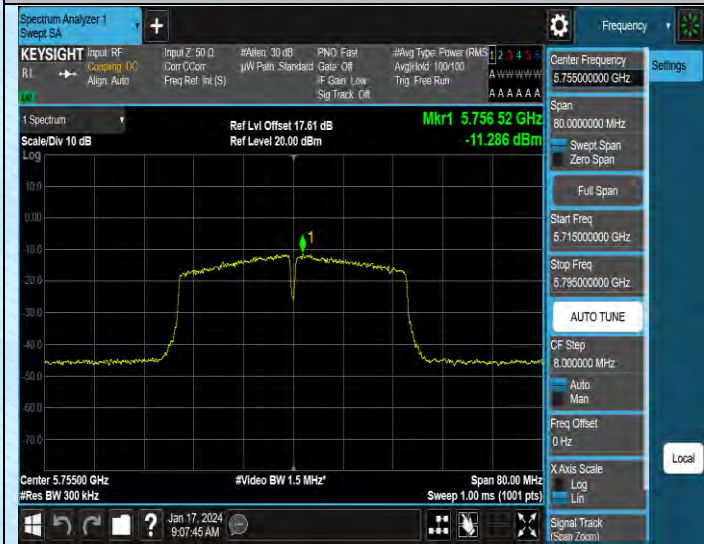 Spectrum Analyzer 1
Swept SA
+
Frequency
KEYSIGHT
RL
Input: RF
Coupling: DC
Align: Auto
Input Z: 50 Ω
Corr CCorr
Freq Ref: Int (S)
#Atten: 30 dB
µW Path: Standard
PNO: Fast
Gate: Off
IF Gain: Low
Sig Track: Off
#Avg Type: Power (RMS
Avg|Hold: 100/100
Trig: Free Run
1 2 3 4 5 6
A W W W W W
A A A A A A
1 Spectrum
Scale/Div 10 dB
Log
Ref Lvl Offset 17.61 dB
Ref Level 20.00 dBm
Mkr1 5.756 52 GHz
-11.286 dBm
10.0
0.00
-10.0
-20.0
-30.0
-40.0
-50.0
-60.0
-70.0
1
Center 5.75500 GHz
#Res BW 300 kHz
#Video BW 1.5 MHz*
Span 80.00 MHz
Sweep 1.00 ms (1001 pts)
Jan 17, 2024
9:07:45 AM
Center Frequency
5.755000000 GHz
Span
80.0000000 MHz
Swept Span
Zero Span
Full Span
Start Freq
5.715000000 GHz
Stop Freq
5.795000000 GHz
AUTO TUNE
CF Step
8.000000 MHz
Auto
Man
Freq Offset
0 Hz
X Axis Scale
Log
Lin
Signal Track
(Span Zoom)
Settings
Local